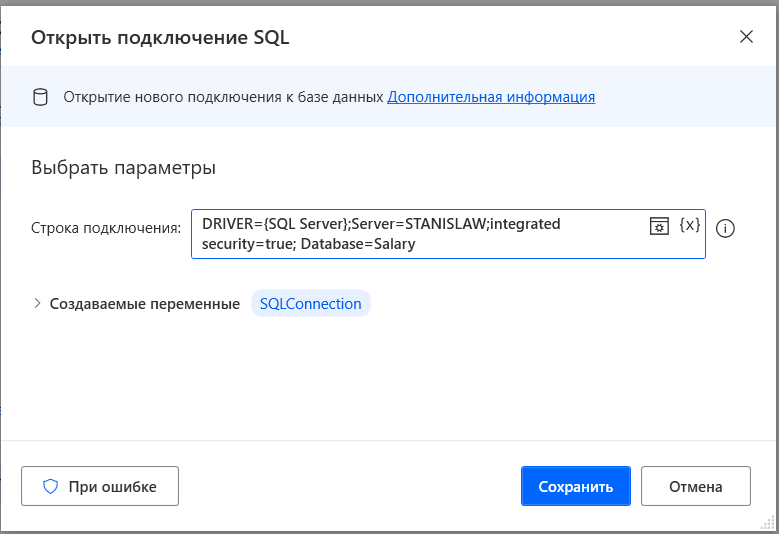 Открыть подключение SQL
Открытие нового подключения к базе данных Дополнительная информация
Выбрать параметры
Строка подключения:
DRIVER={SQL Server};Server=STANISLAW;integrated
security=true; Database=Salary
{x}
Создаваемые переменные SQLConnection
При ошибке
Сохранить
Отмена